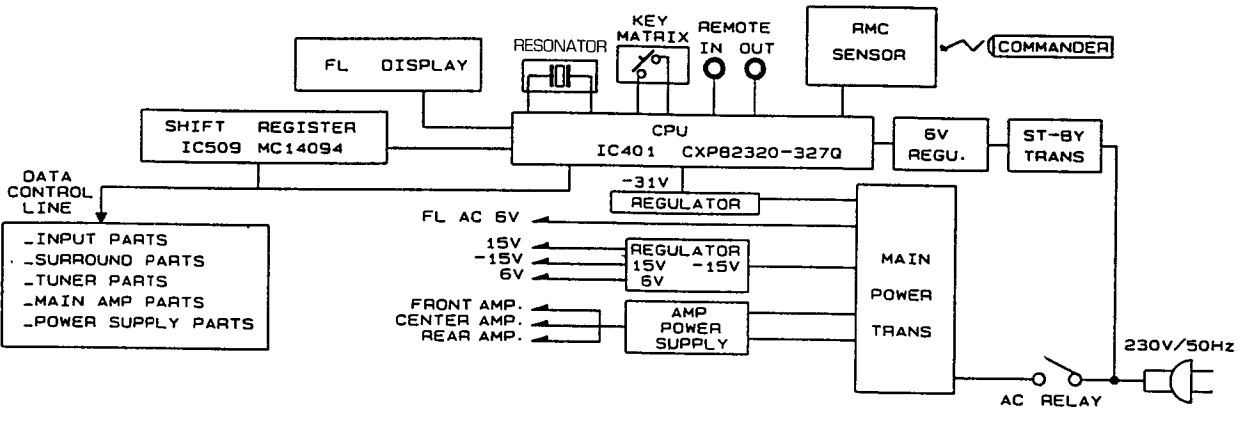 KEY
MATRIX
REMOTE
IN OUT
RMC
SENSOR
COMMANDER
FL DISPLAY
RESONATOR
SHIFT REGISTER
IC509 MC14094
CPU
IC401 CXP82320-327Q
6V
REGU.
ST-BY
TRANS
DATA
CONTROL
LINE
-31V
REGULATOR
FL AC 6V
15V
-15V
6V
REGULATOR
15V -15V
6V
MAIN
POWER
TRANS
-INPUT PARTS
-SURROUND PARTS
-TUNER PARTS
-MAIN AMP PARTS
-POWER SUPPLY PARTS
FRONT AMP.
CENTER AMP.
REAR AMP.
AMP
POWER
SUPPLY
230V/50Hz
AC RELAY